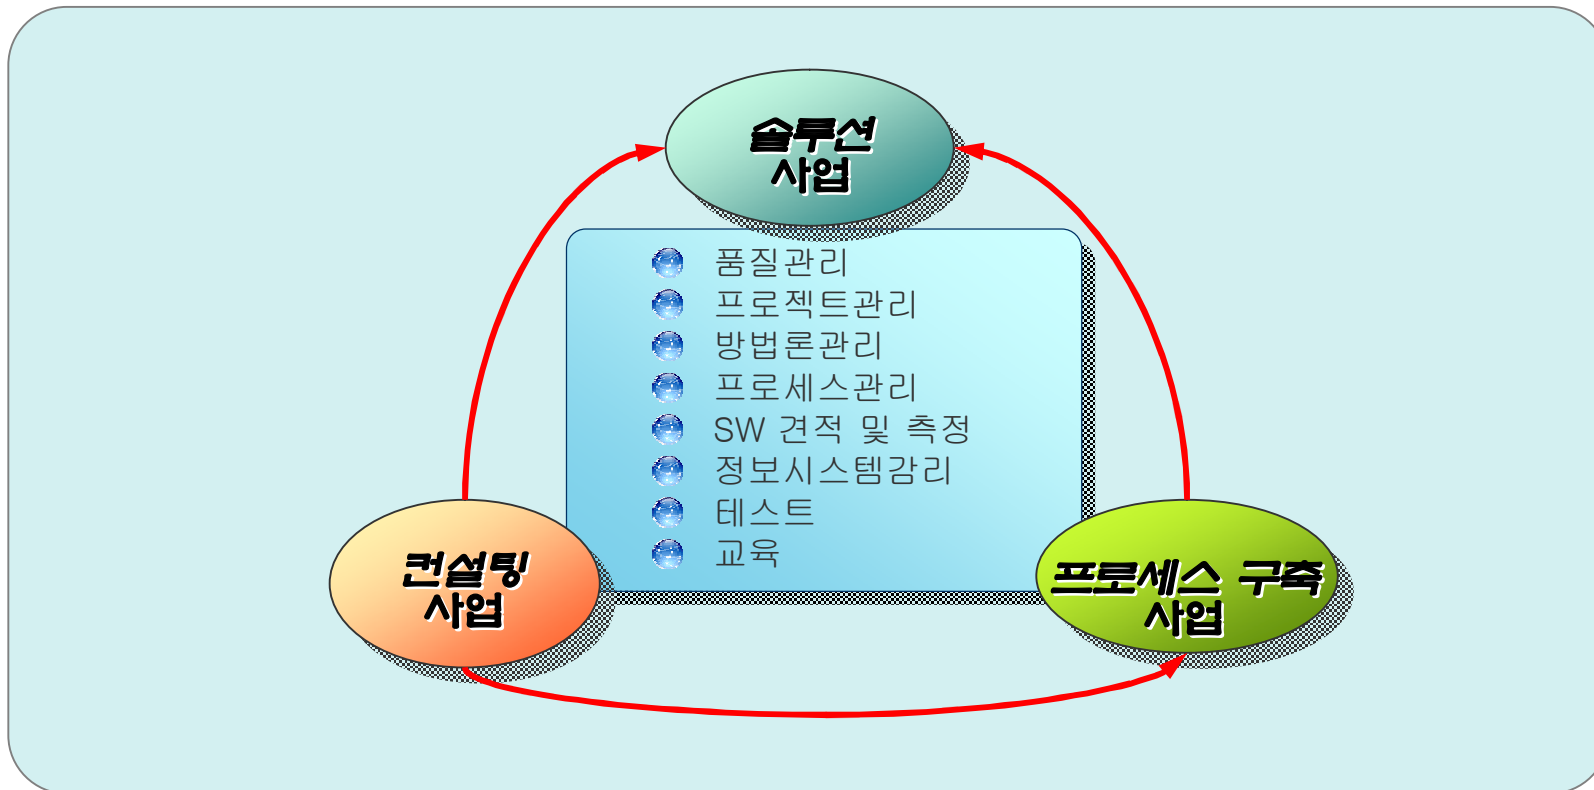 솔루션
사업
품질관리
프로젝트관리
방법론관리
프로세스관리
SW 견적 및 측정
정보시스템감리
테스트
교육
컨설팅
사업
프로세스 구축
사업